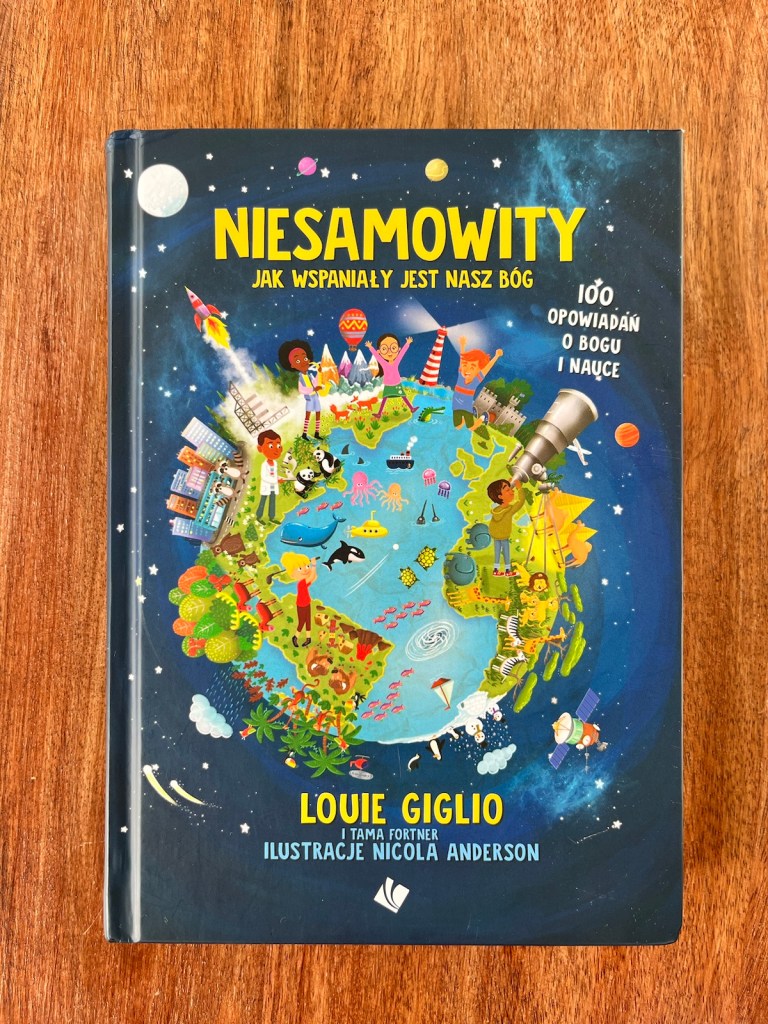 NIESAMOWITY
JAK WSPANIAŁY JEST NASZ BÓG
100
OPOWIADAŃ
O BOGU
I NAUCE
LOUIE GIGLIO
I TAMA FORTNER
ILUSTRACJE NICOLA ANDERSON